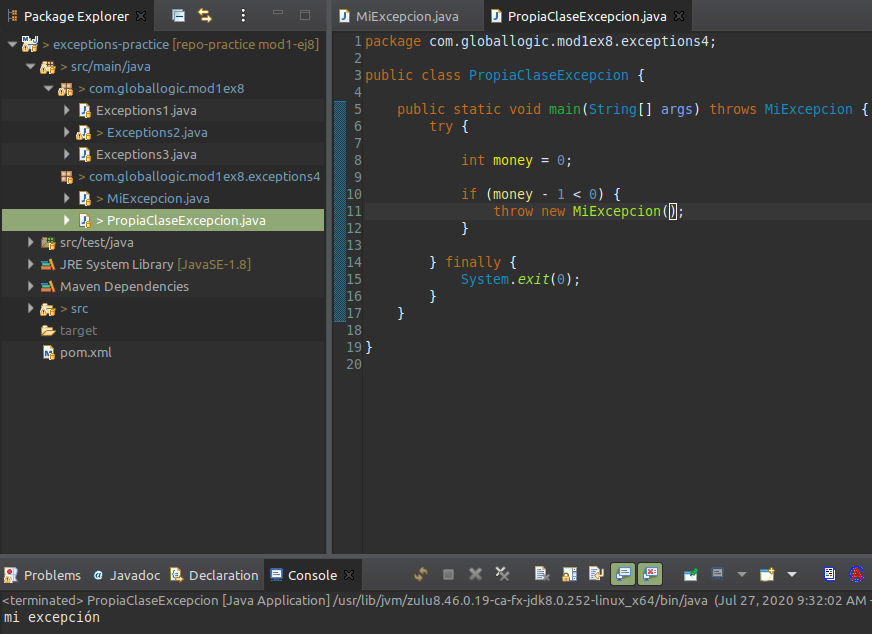 Package Explorer
exceptions-practice [repo-practice mod1-ej8]
> src/main/java
> com.globallogic.mod1ex8
Exceptions1.java
> Exceptions2.java
Exceptions3.java
> com.globallogic.mod1ex8.exceptions4
> MiExcepcion.java
> PropiaClaseExcepcion.java
src/test/java
JRE System Library [JavaSE-1.8]
Maven Dependencies
> src
target
pom.xml
MiExcepcion.java PropiaClaseExcepcion.java
1 package com.globallogic.mod1ex8.exceptions4;
2
3 public class PropiaClaseExcepcion {
4
5 public static void main(String[] args) throws MiExcepcion {
6 try {
7
8 int money = 0;
9
10 if (money - 1 < 0) {
11 throw new MiExcepcion();
12 }
13
14 } finally {
15 System.exit(0);
16 }
17 }
18
19 }
20
Problems @ Javadoc Declaration Console
<terminated> PropiaClaseExcepcion [Java Application] /usr/lib/jvm/zulu8.46.0.19-ca-fx-jdk8.0.252-linux_x64/bin/java (Jul 27, 2020 9:32:02 AM -
mi excepción